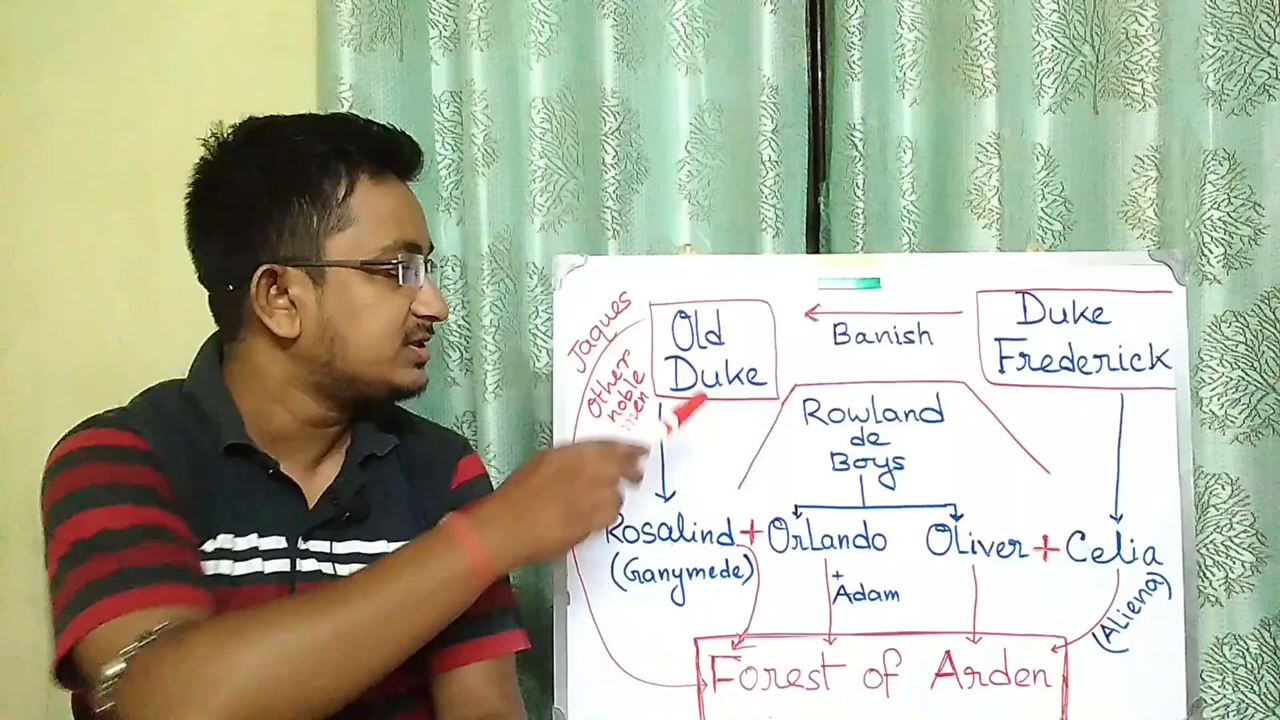 Jaques
Other
noble
men
Old
Duke
Banish
Duke
Frederick
Rowland
de
Boys
Rosalind + Orlando Oliver + Celia
(Ganymede)
+
Adam
(Aliena)
Forest of Arden